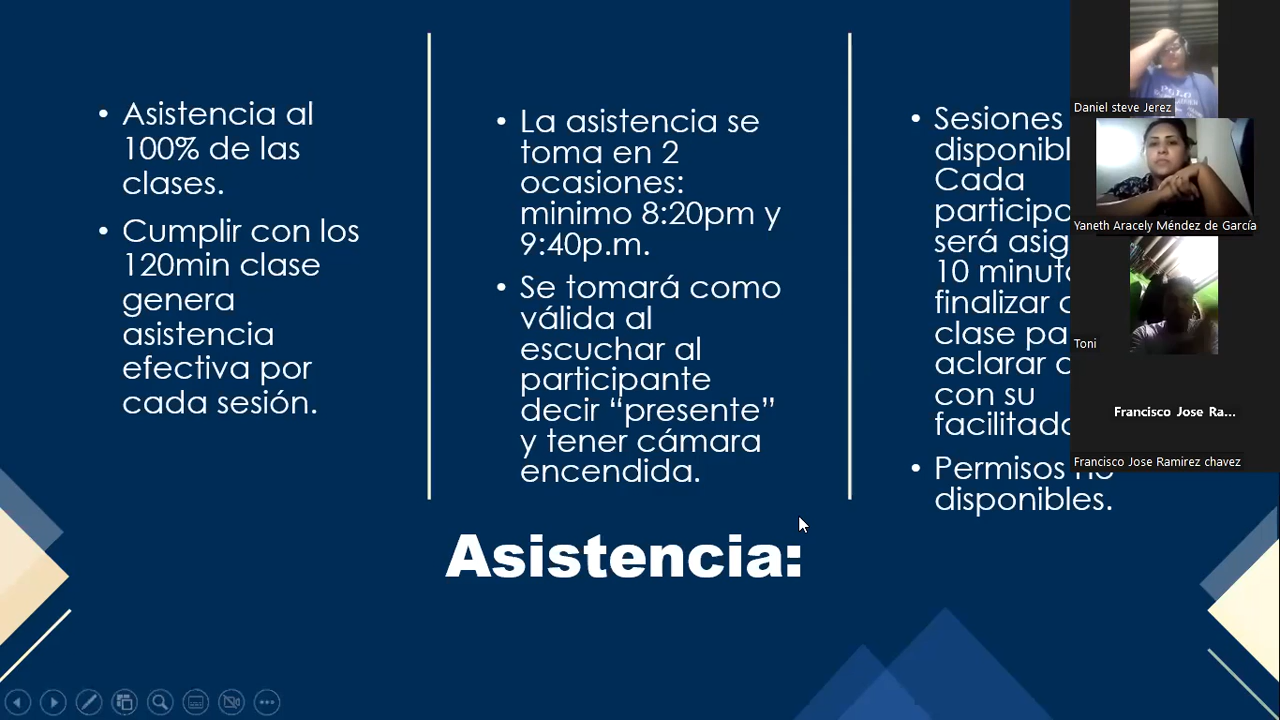 • Asistencia al
100% de las
clases.
• Cumplir con los
120min clase
genera
asistencia
efectiva por
cada sesión.
• La asistencia se
toma en 2
ocasiones:
minimo 8:20pm y
9:40p.m.
• Se tomará como
válida al
escuchar al
participante
decir “presente”
y tener cámara
encendida.
• Sesiones
Cada
será
10
finalizar
clase
aclarar
con su
• Permisos no
disponibles.
Asistencia:
Daniel steve Jerez
Yaneth Aracely Méndez de García
Toni
Francisco Jose Ra...
Francisco Jose Ramirez chavez